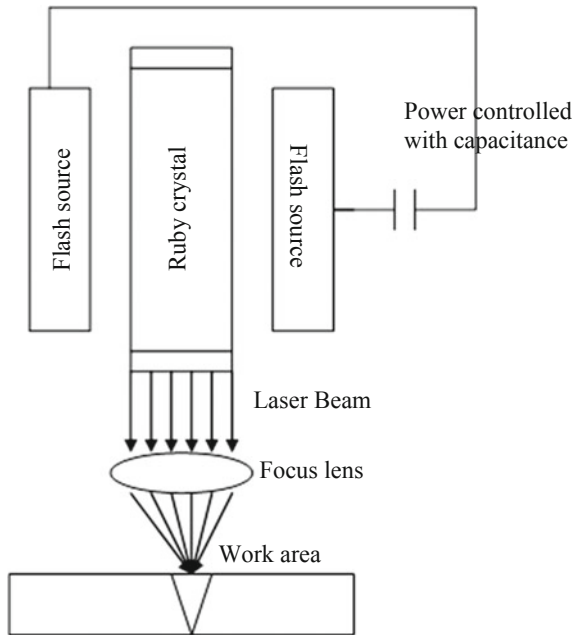 Power controlled
with capacitance
Flash source
Ruby crystal
Flash source
Laser Beam
Focus lens
Work area